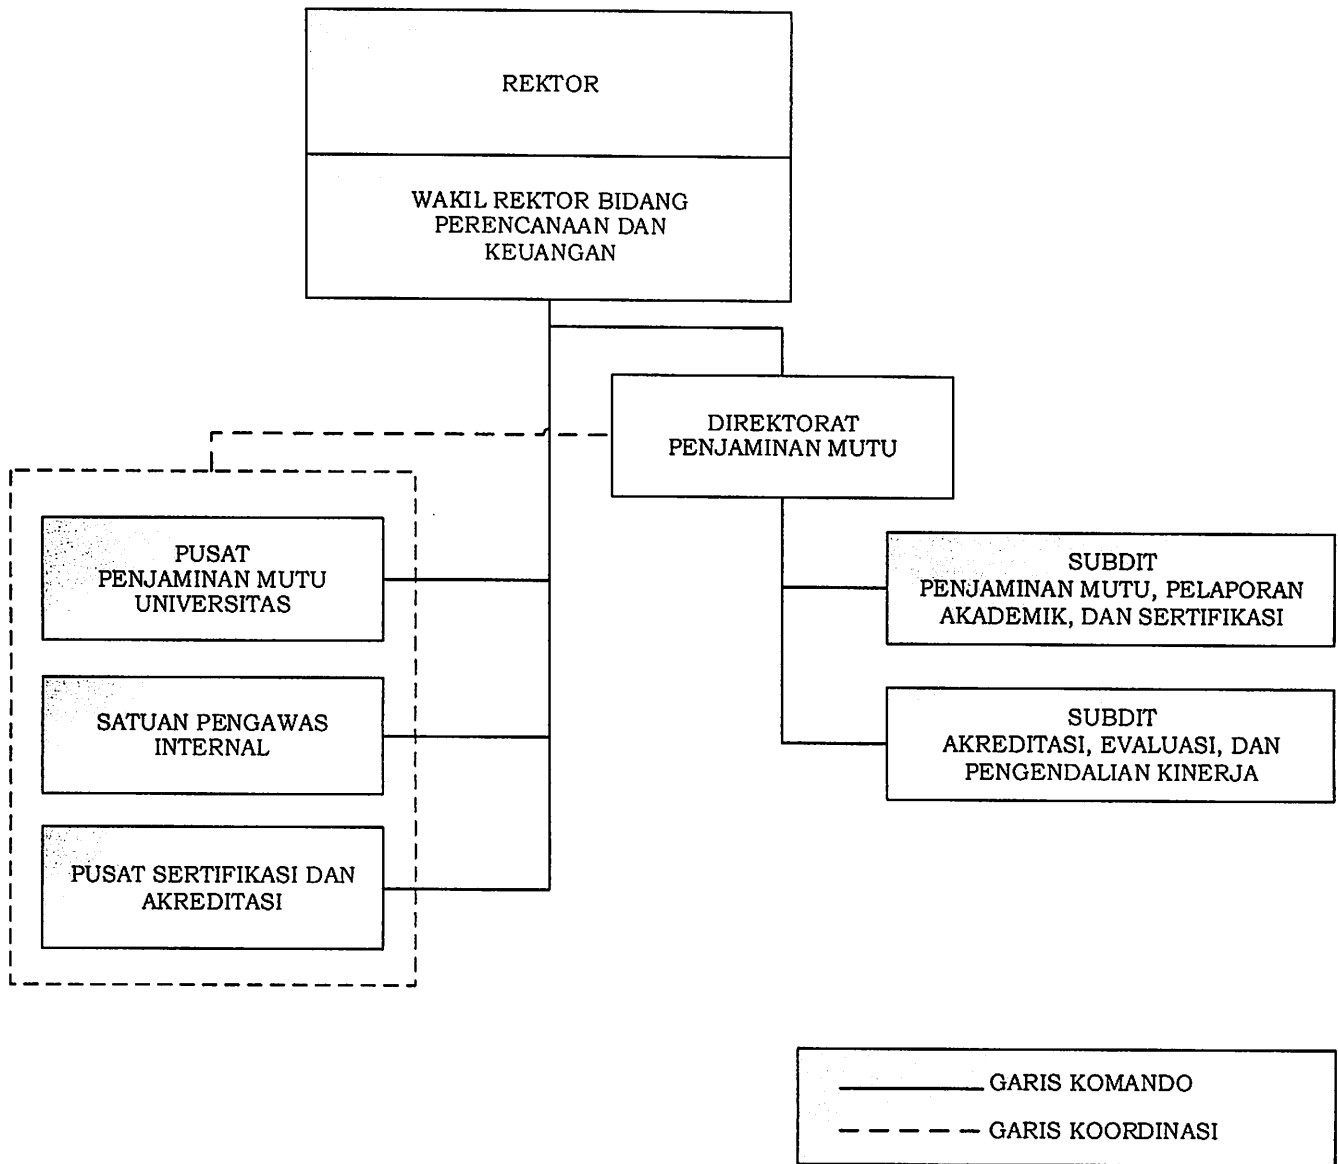 REKTOR
WAKIL REKTOR BIDANG
PERENCANAAN DAN
KEUANGAN
DIREKTORAT
PENJAMINAN MUTU
PUSAT
PENJAMINAN MUTU
UNIVERSITAS
SATUAN PENGAWAS
INTERNAL
PUSAT SERTIFIKASI DAN
AKREDITASI
SUBDIT
PENJAMINAN MUTU, PELAPORAN
AKADEMIK, DAN SERTIFIKASI
SUBDIT
AKREDITASI, EVALUASI, DAN
PENGENDALIAN KINERJA
GARIS KOMANDO
GARIS KOORDINASI